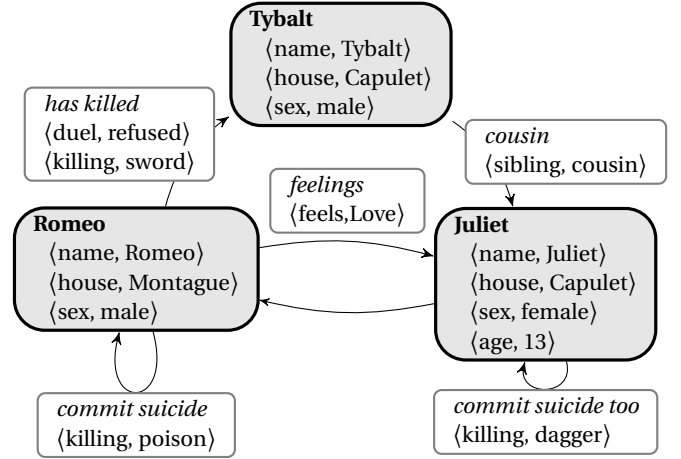 Tybalt
⟨name, Tybalt⟩
⟨house, Capulet⟩
⟨sex, male⟩
has killed
⟨duel, refused⟩
⟨killing, sword⟩
cousin
⟨sibling, cousin⟩
feelings
⟨feels,Love⟩
Romeo
⟨name, Romeo⟩
⟨house, Montague⟩
⟨sex, male⟩
Juliet
⟨name, Juliet⟩
⟨house, Capulet⟩
⟨sex, female⟩
⟨age, 13⟩
commit suicide
⟨killing, poison⟩
commit suicide too
⟨killing, dagger⟩